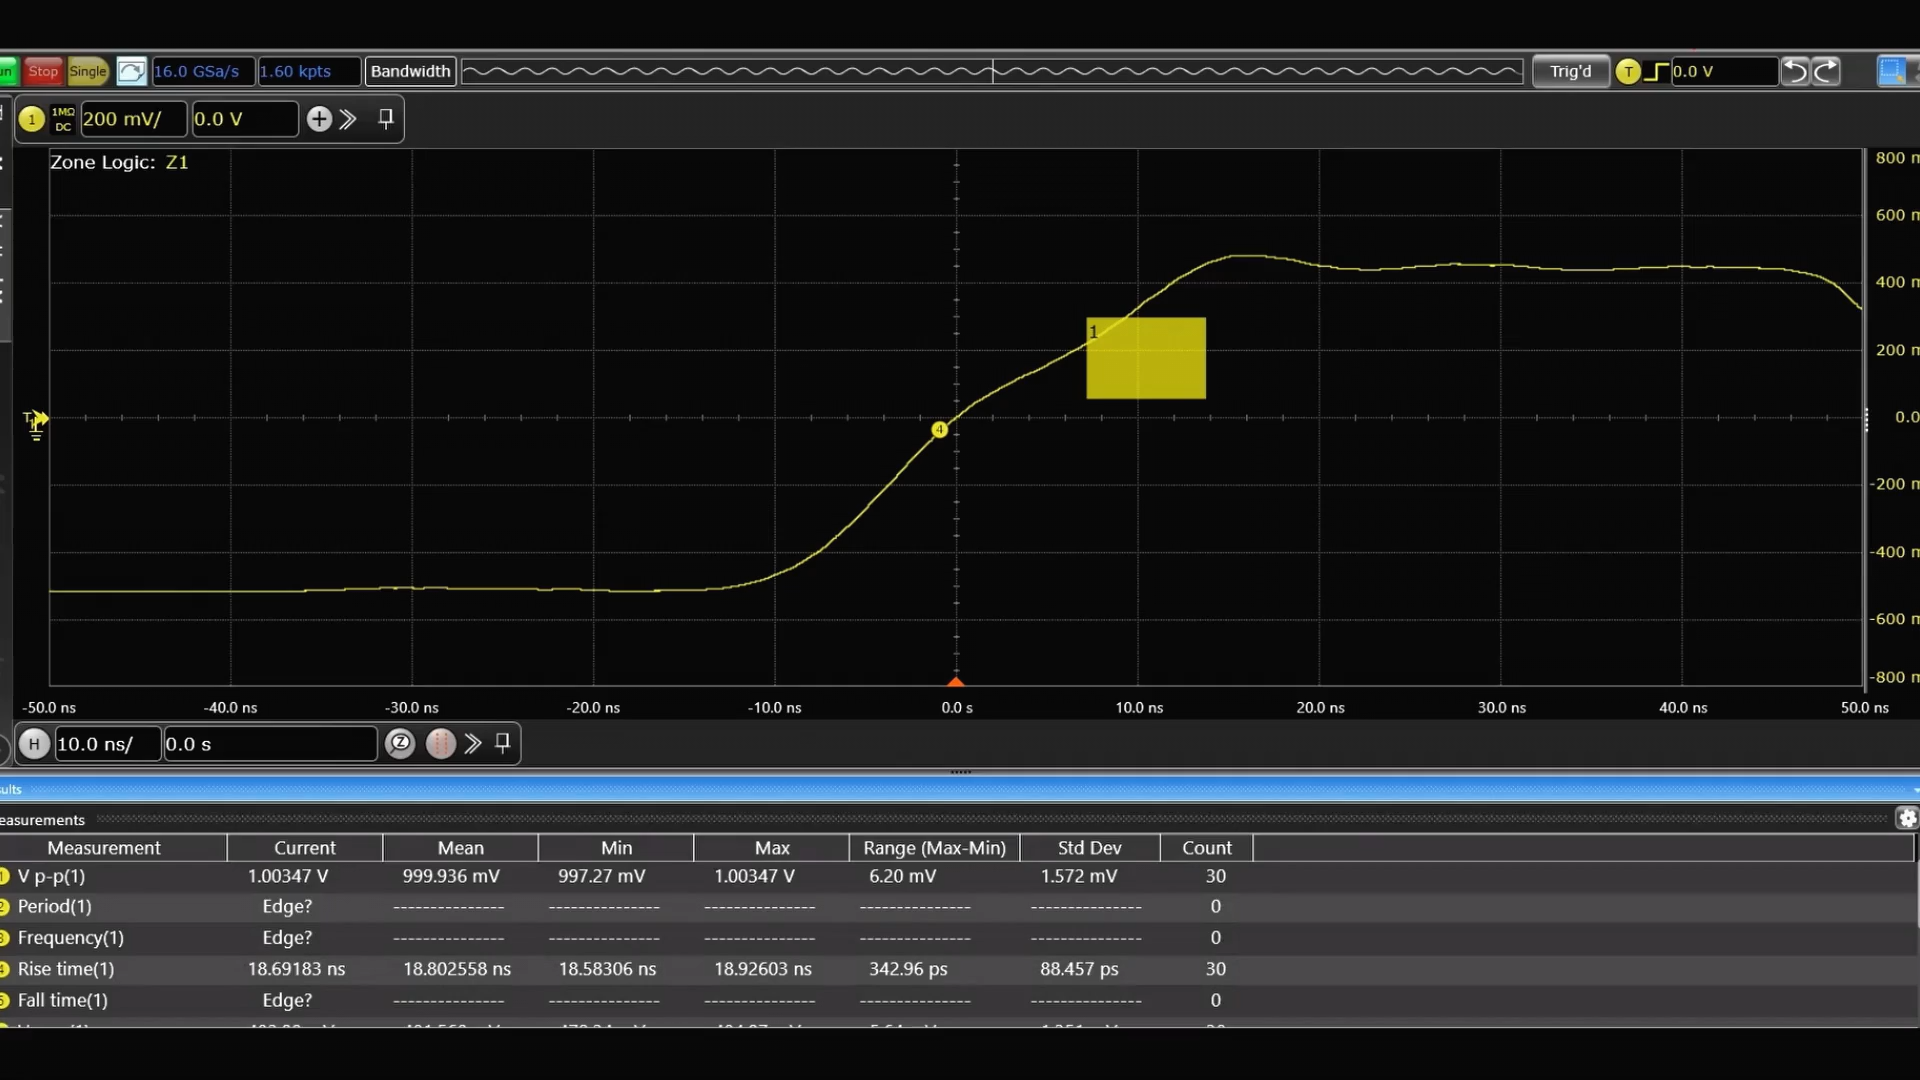 Stop Single 16.0 GSa/s 1.60 kpts Bandwidth Trig'd T 0.0 V
1 1MΩ DC 200 mV/ 0.0 V
Zone Logic: Z1
800 m
600 m
400 m
1
200 m
0.0
4
-200 m
-400 m
-600 m
-800 m
-50.0 ns -40.0 ns -30.0 ns -20.0 ns -10.0 ns 0.0 s 10.0 ns 20.0 ns 30.0 ns 40.0 ns 50.0 ns
H 10.0 ns/ 0.0 s Z
ults
easurements
Measurement Current Mean Min Max Range (Max-Min) Std Dev Count
V p-p(1) 1.00347 V 999.936 mV 997.27 mV 1.00347 V 6.20 mV 1.572 mV 30
2 Period(1) Edge? --------------- --------------- --------------- --------------- --------------- 0
3 Frequency(1) Edge? --------------- --------------- --------------- --------------- --------------- 0
4 Rise time(1) 18.69183 ns 18.802558 ns 18.58306 ns 18.92603 ns 342.96 ps 88.457 ps 30
5 Fall time(1) Edge? --------------- --------------- --------------- --------------- --------------- 0